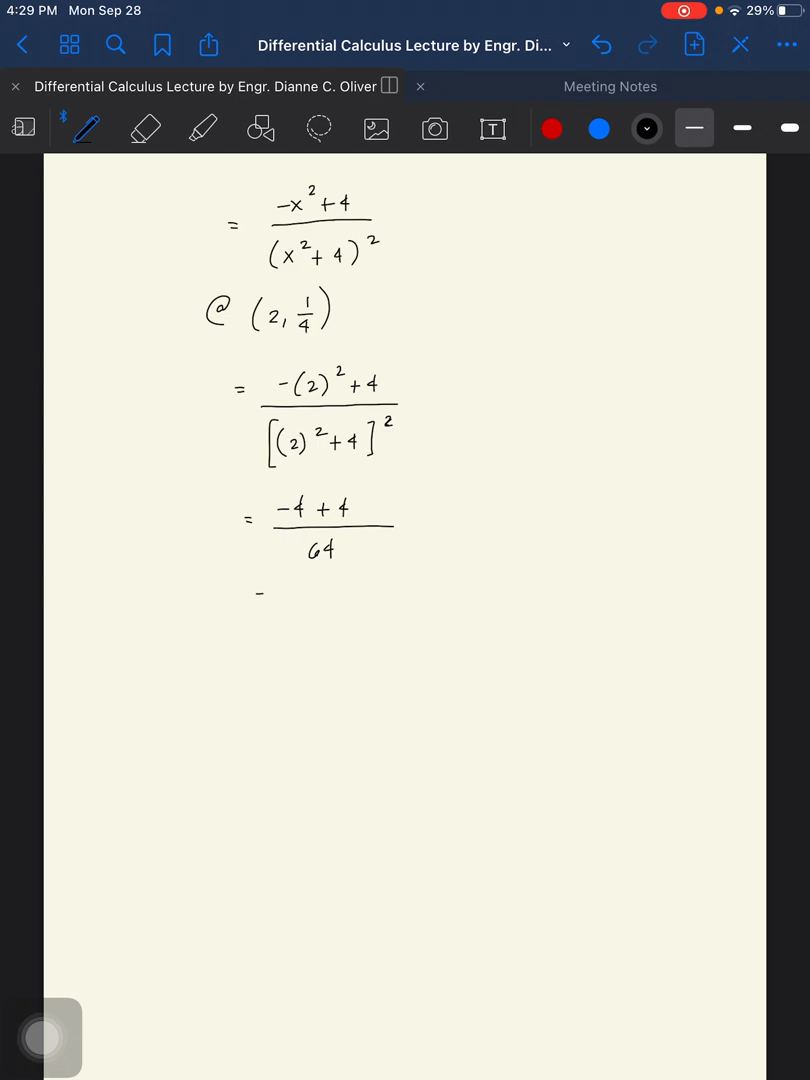 4:29 PM Mon Sep 28 29%
Differential Calculus Lecture by Engr. Di...
Differential Calculus Lecture by Engr. Dianne C. Oliver
Meeting Notes
T
= -x² + 4 / (x² + 4)²
@ (2, 1/4)
= -(2)² + 4 / [(2)² + 4]²
= -4 + 4 / 64
-